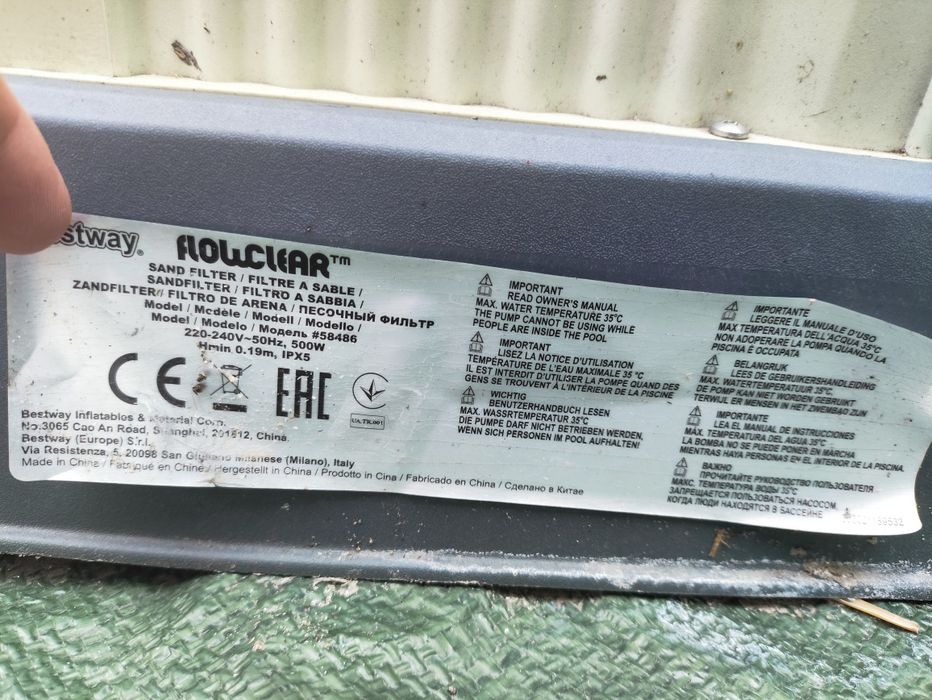 Bestway®
FLOWCLEAR™
SAND FILTER / FILTRE A SABLE /
SANDFILTER / FILTRO A SABBIA /
ZANDFILTER / FILTRO DE ARENA / ПЕСОЧНЫЙ ФИЛЬТР
Model / Mcdèle / Modell / Modello /
Model / Modelo / Модель #58486
220-240V~50Hz, 500W
Hmin 0.19m, IPX5
CE
EAC
UA.TR.001
Bestway Inflatables & Material Corp.
No.3065 Cao An Road, Shanghai, 201812, China
Bestway (Europe) S.r.l.
Via Resistenza, 5, 20098 San Giuliano Milanese (Milano), Italy
Made in China / Fabriqué en Chine / Hergestellt in China / Prodotto in Cina / Fabricado en China / Сделано в Китае
IMPORTANT
READ OWNER'S MANUAL
MAX. WATER TEMPERATURE 35°C
THE PUMP CANNOT BE USING WHILE
PEOPLE ARE INSIDE THE POOL
IMPORTANT
LISEZ LA NOTICE D'UTILISATION
TEMPÉRATURE DE L'EAU MAXIMALE 35 °C
IL EST INTERDIT D'UTILISER LA POMPE QUAND DES
GENS SE TROUVENT À L'INTÉRIEUR DE LA PISCINE
WICHTIG
BENUTZERHANDBUCH LESEN
MAX. WASSRTEMPERATUR 35°C
DIE PUMPE DARF NICHT BETRIEBEN WERDEN,
WENN SICH PERSONEN IM POOL AUFHALTEN!
IMPORTANTE
LEGGERE IL MANUALE D'USO
MAX TEMPERATURA DELL'ACQUA 35°C
NON ADOPERARE LA POMPA QUANDO LA
PISCINA È OCCUPATA
BELANGRIJK
LEES DE GEBRUIKERSHANDLEIDING
MAX. WATERTEMPERATUUR 35°C.
DE POMP KAN NIET WORDEN GEBRUIKT
TERWIJL ER MENSEN IN HET ZWEMBAD ZIJN
IMPORTANTE
LEA EL MANUAL DE INSTRUCCIONES
MAX. TEMPERATURA DEL AGUA 35°C
LA BOMBA NO SE PUEDE PONER EN MARCHA
MIENTRAS HAYA PERSONAS EN EL INTERIOR DE LA PISCINA.
ВАЖНО
ПРОЧИТАЙТЕ РУКОВОДСТВО ПОЛЬЗОВАТЕЛЯ
МАКС. ТЕМПЕРАТУРА ВОДЫ 35°C
ЗАПРЕЩАЕТСЯ ПОЛЬЗОВАТЬСЯ НАСОСОМ,
КОГДА ЛЮДИ НАХОДЯТСЯ В БАССЕЙНЕ